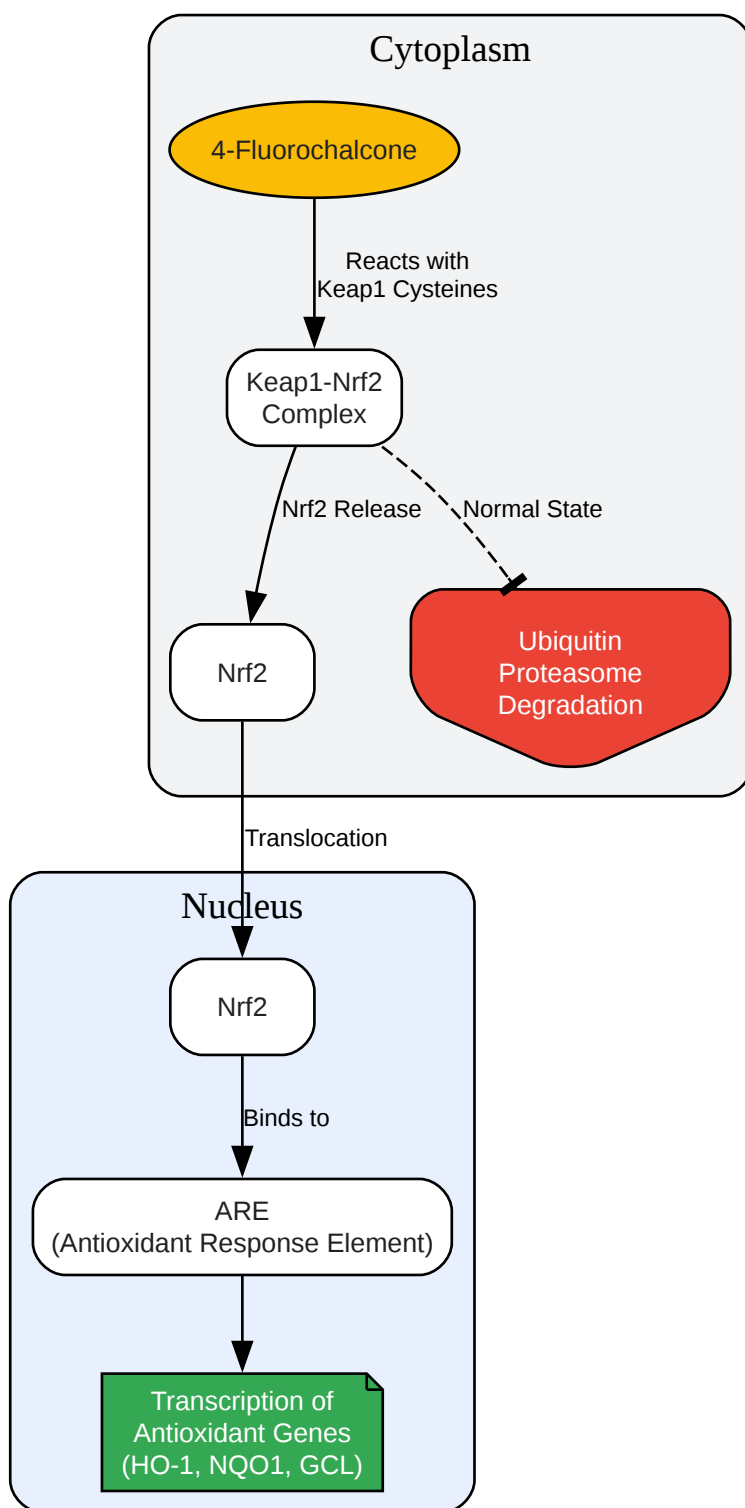 Cytoplasm
4-Fluorochalcone
Reacts with
Keap1 Cysteines
Keap1-Nrf2
Complex
Nrf2 Release
Normal State
Nrf2
Ubiquitin
Proteasome
Degradation
Translocation
Nucleus
Nrf2
Binds to
ARE
(Antioxidant Response Element)
Transcription of
Antioxidant Genes
(HO-1, NQO1, GCL)